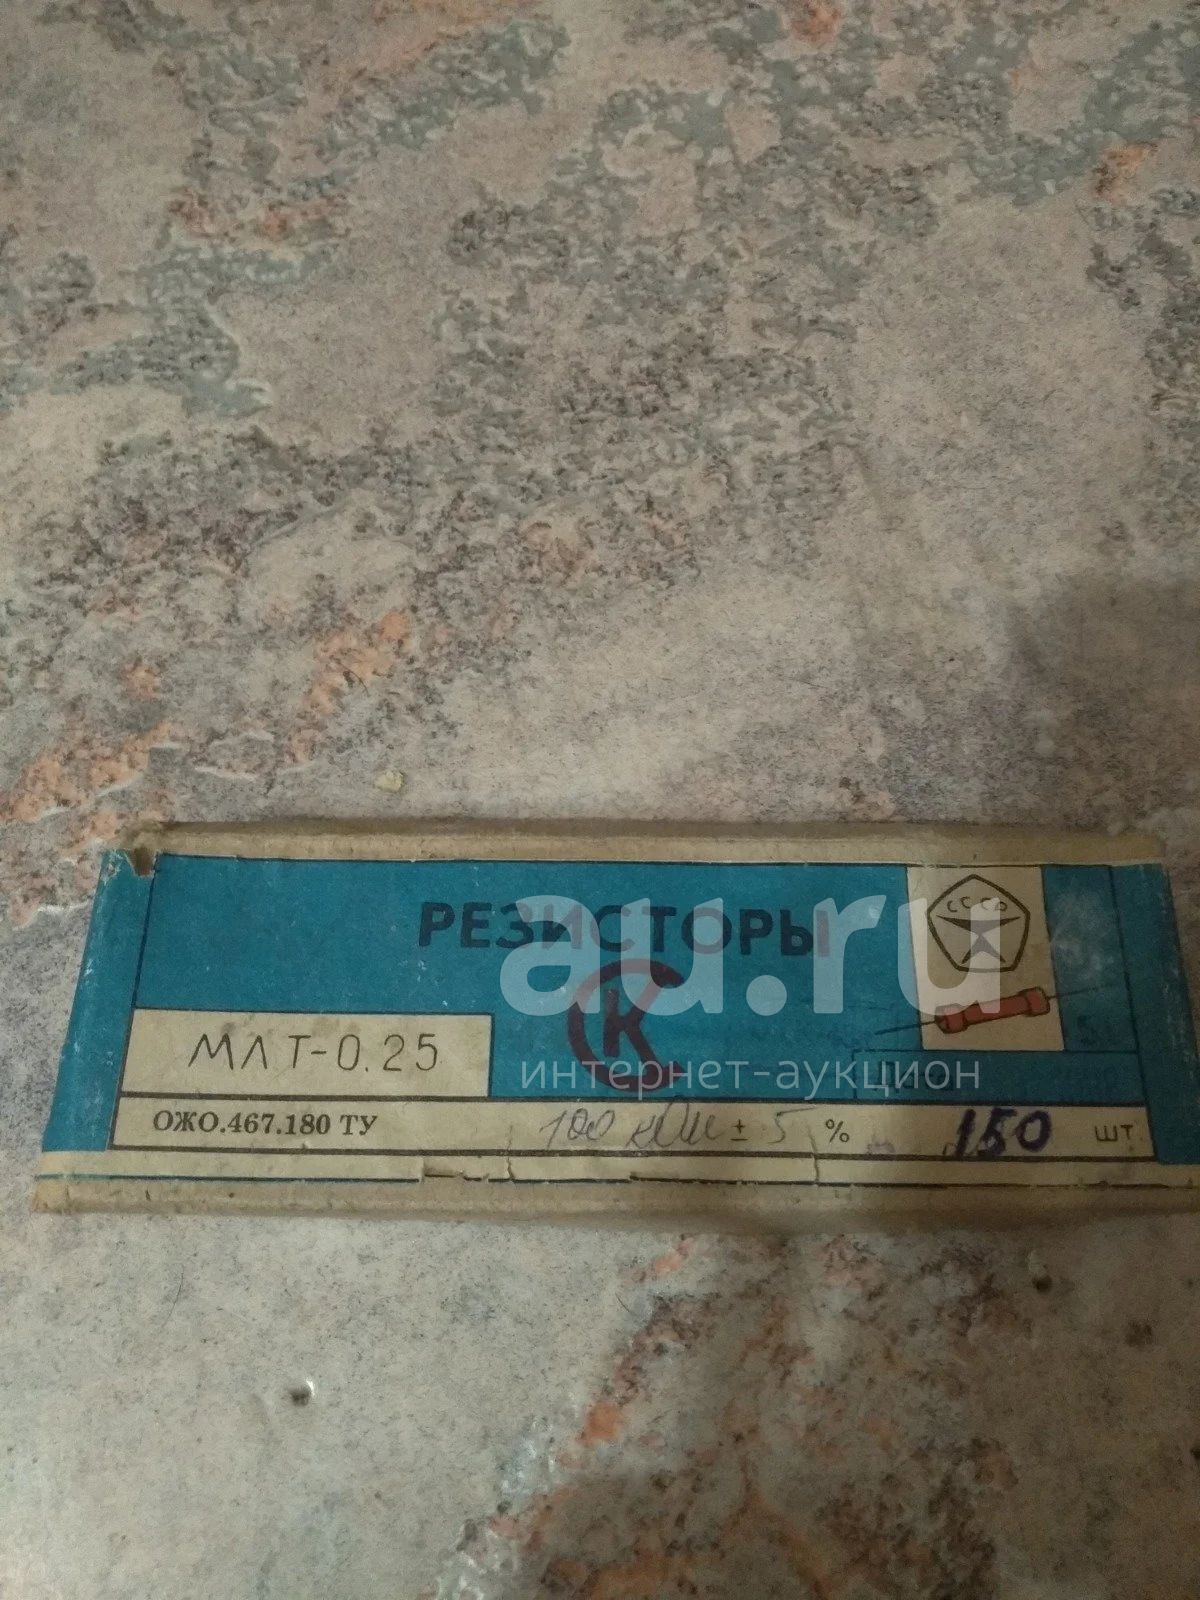 РЕЗИСТОРЫ
СССР
К
au.ru
интернет-аукцион
МЛТ-0.25
ОЖО.467.180 ТУ 100 кОм ± 5 % 150 шт.